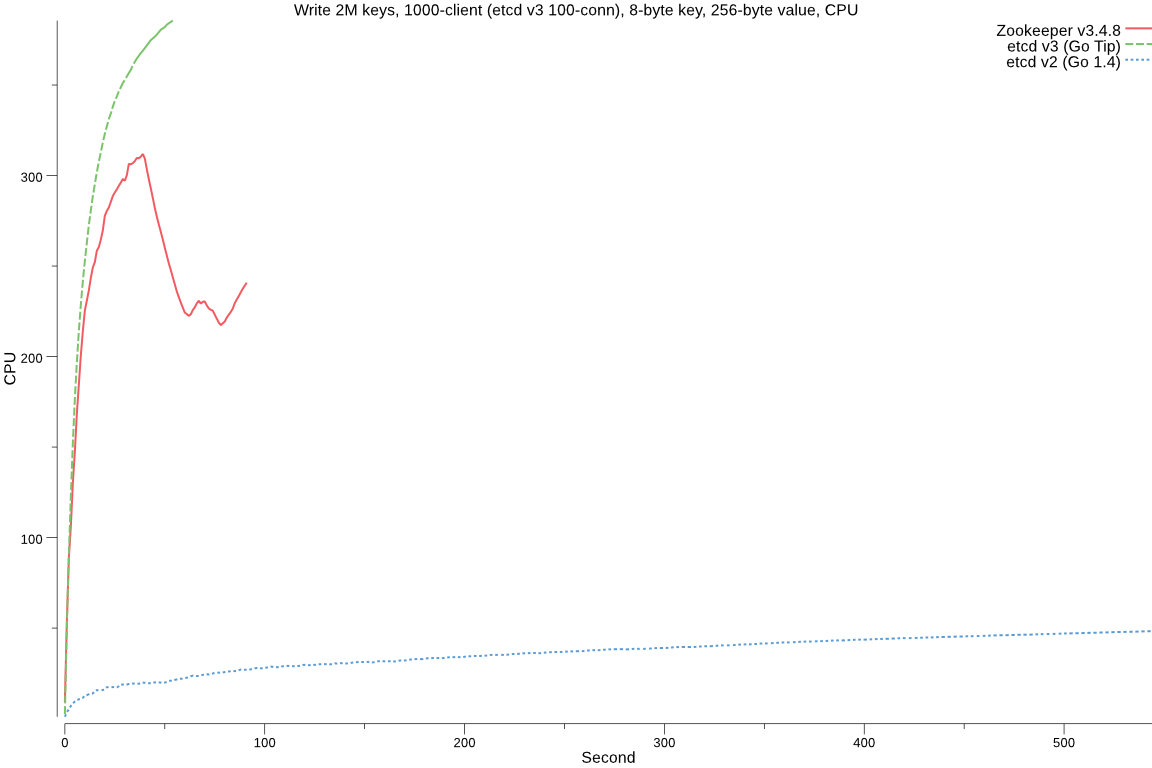 Write 2M keys, 1000-client (etcd v3 100-conn), 8-byte key, 256-byte value, CPU
Zookeeper v3.4.8
etcd v3 (Go Tip)
etcd v2 (Go 1.4)
300
200
100
CPU
0 100 200 300 400 500
Second